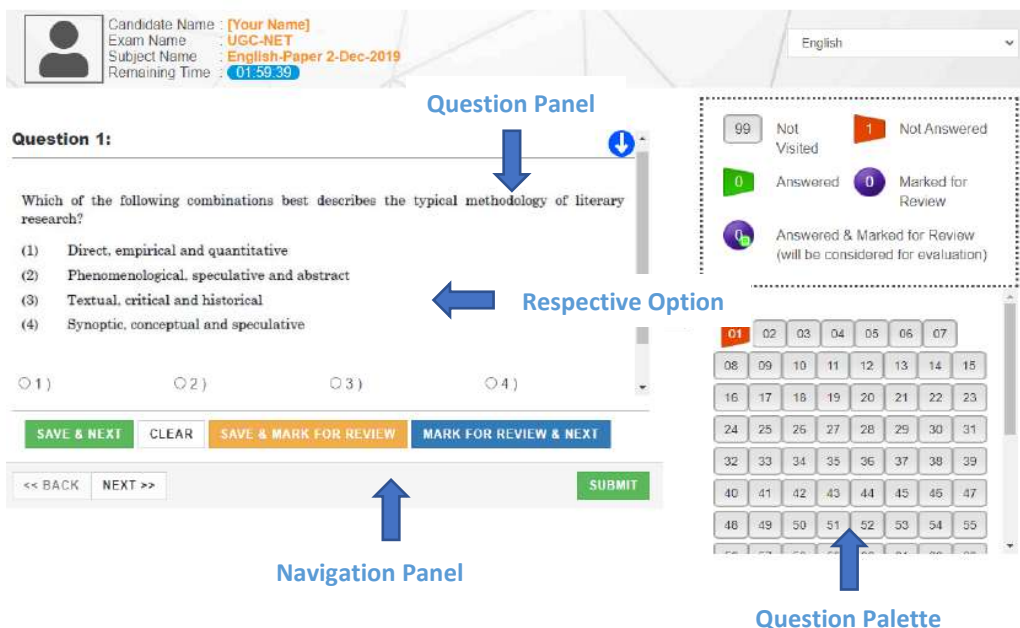 Candidate Name : [Your Name]
Exam Name : UGC-NET
Subject Name : English-Paper 2-Dec-2019
Remaining Time : 01:59:39
English
Question Panel
Question 1:
Which of the following combinations best describes the typical methodology of literary
research?
(1) Direct, empirical and quantitative
(2) Phenomenological, speculative and abstract
(3) Textual, critical and historical
(4) Synoptic, conceptual and speculative
Respective Option
1) 2) 3) 4)
SAVE & NEXT CLEAR SAVE & MARK FOR REVIEW MARK FOR REVIEW & NEXT
<< BACK NEXT >> SUBMIT
Navigation Panel
99 Not
Visited
1 Not Answered
0 Answered
0 Marked for
Review
0 Answered & Marked for Review
(will be considered for evaluation)
01 02 03 04 05 06 07
08 09 10 11 12 13 14 15
16 17 18 19 20 21 22 23
24 25 26 27 28 29 30 31
32 33 34 35 36 37 38 39
40 41 42 43 44 45 46 47
48 49 50 51 52 53 54 55
Question Palette